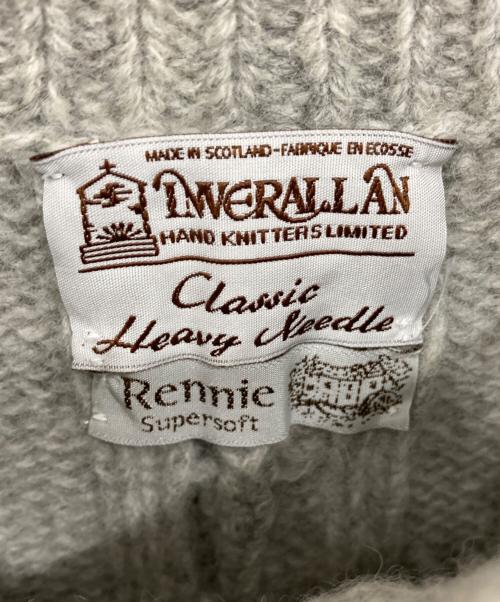 MADE IN SCOTLAND-FABRIQUE EN ECOSSE
INVERALLAN
HAND KNITTERS LIMITED
Classic
Heavy Needle
Rennie
Supersoft